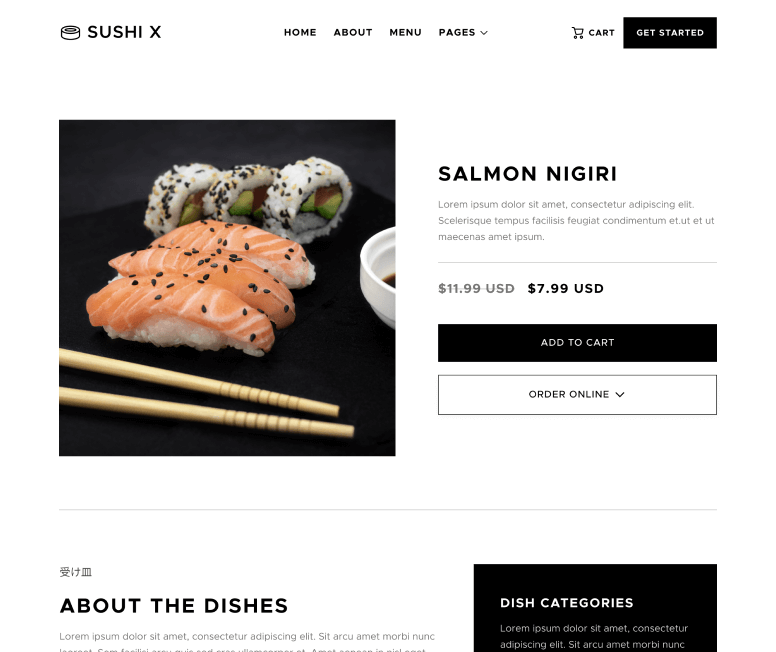 SUSHI X
HOME ABOUT MENU PAGES
CART
GET STARTED
SALMON NIGIRI
Lorem ipsum dolor sit amet, consectetur adipiscing elit.
Scelerisque tempus facilisis feugiat condimentum et.ut et ut
maecenas amet ipsum.
$11.99 USD $7.99 USD
ADD TO CART
ORDER ONLINE
受け皿
ABOUT THE DISHES
Lorem ipsum dolor sit amet, consectetur adipiscing elit. Sit arcu amet morbi nunc
DISH CATEGORIES
Lorem ipsum dolor sit amet, consectetur
adipiscing elit. Sit arcu amet morbi nunc